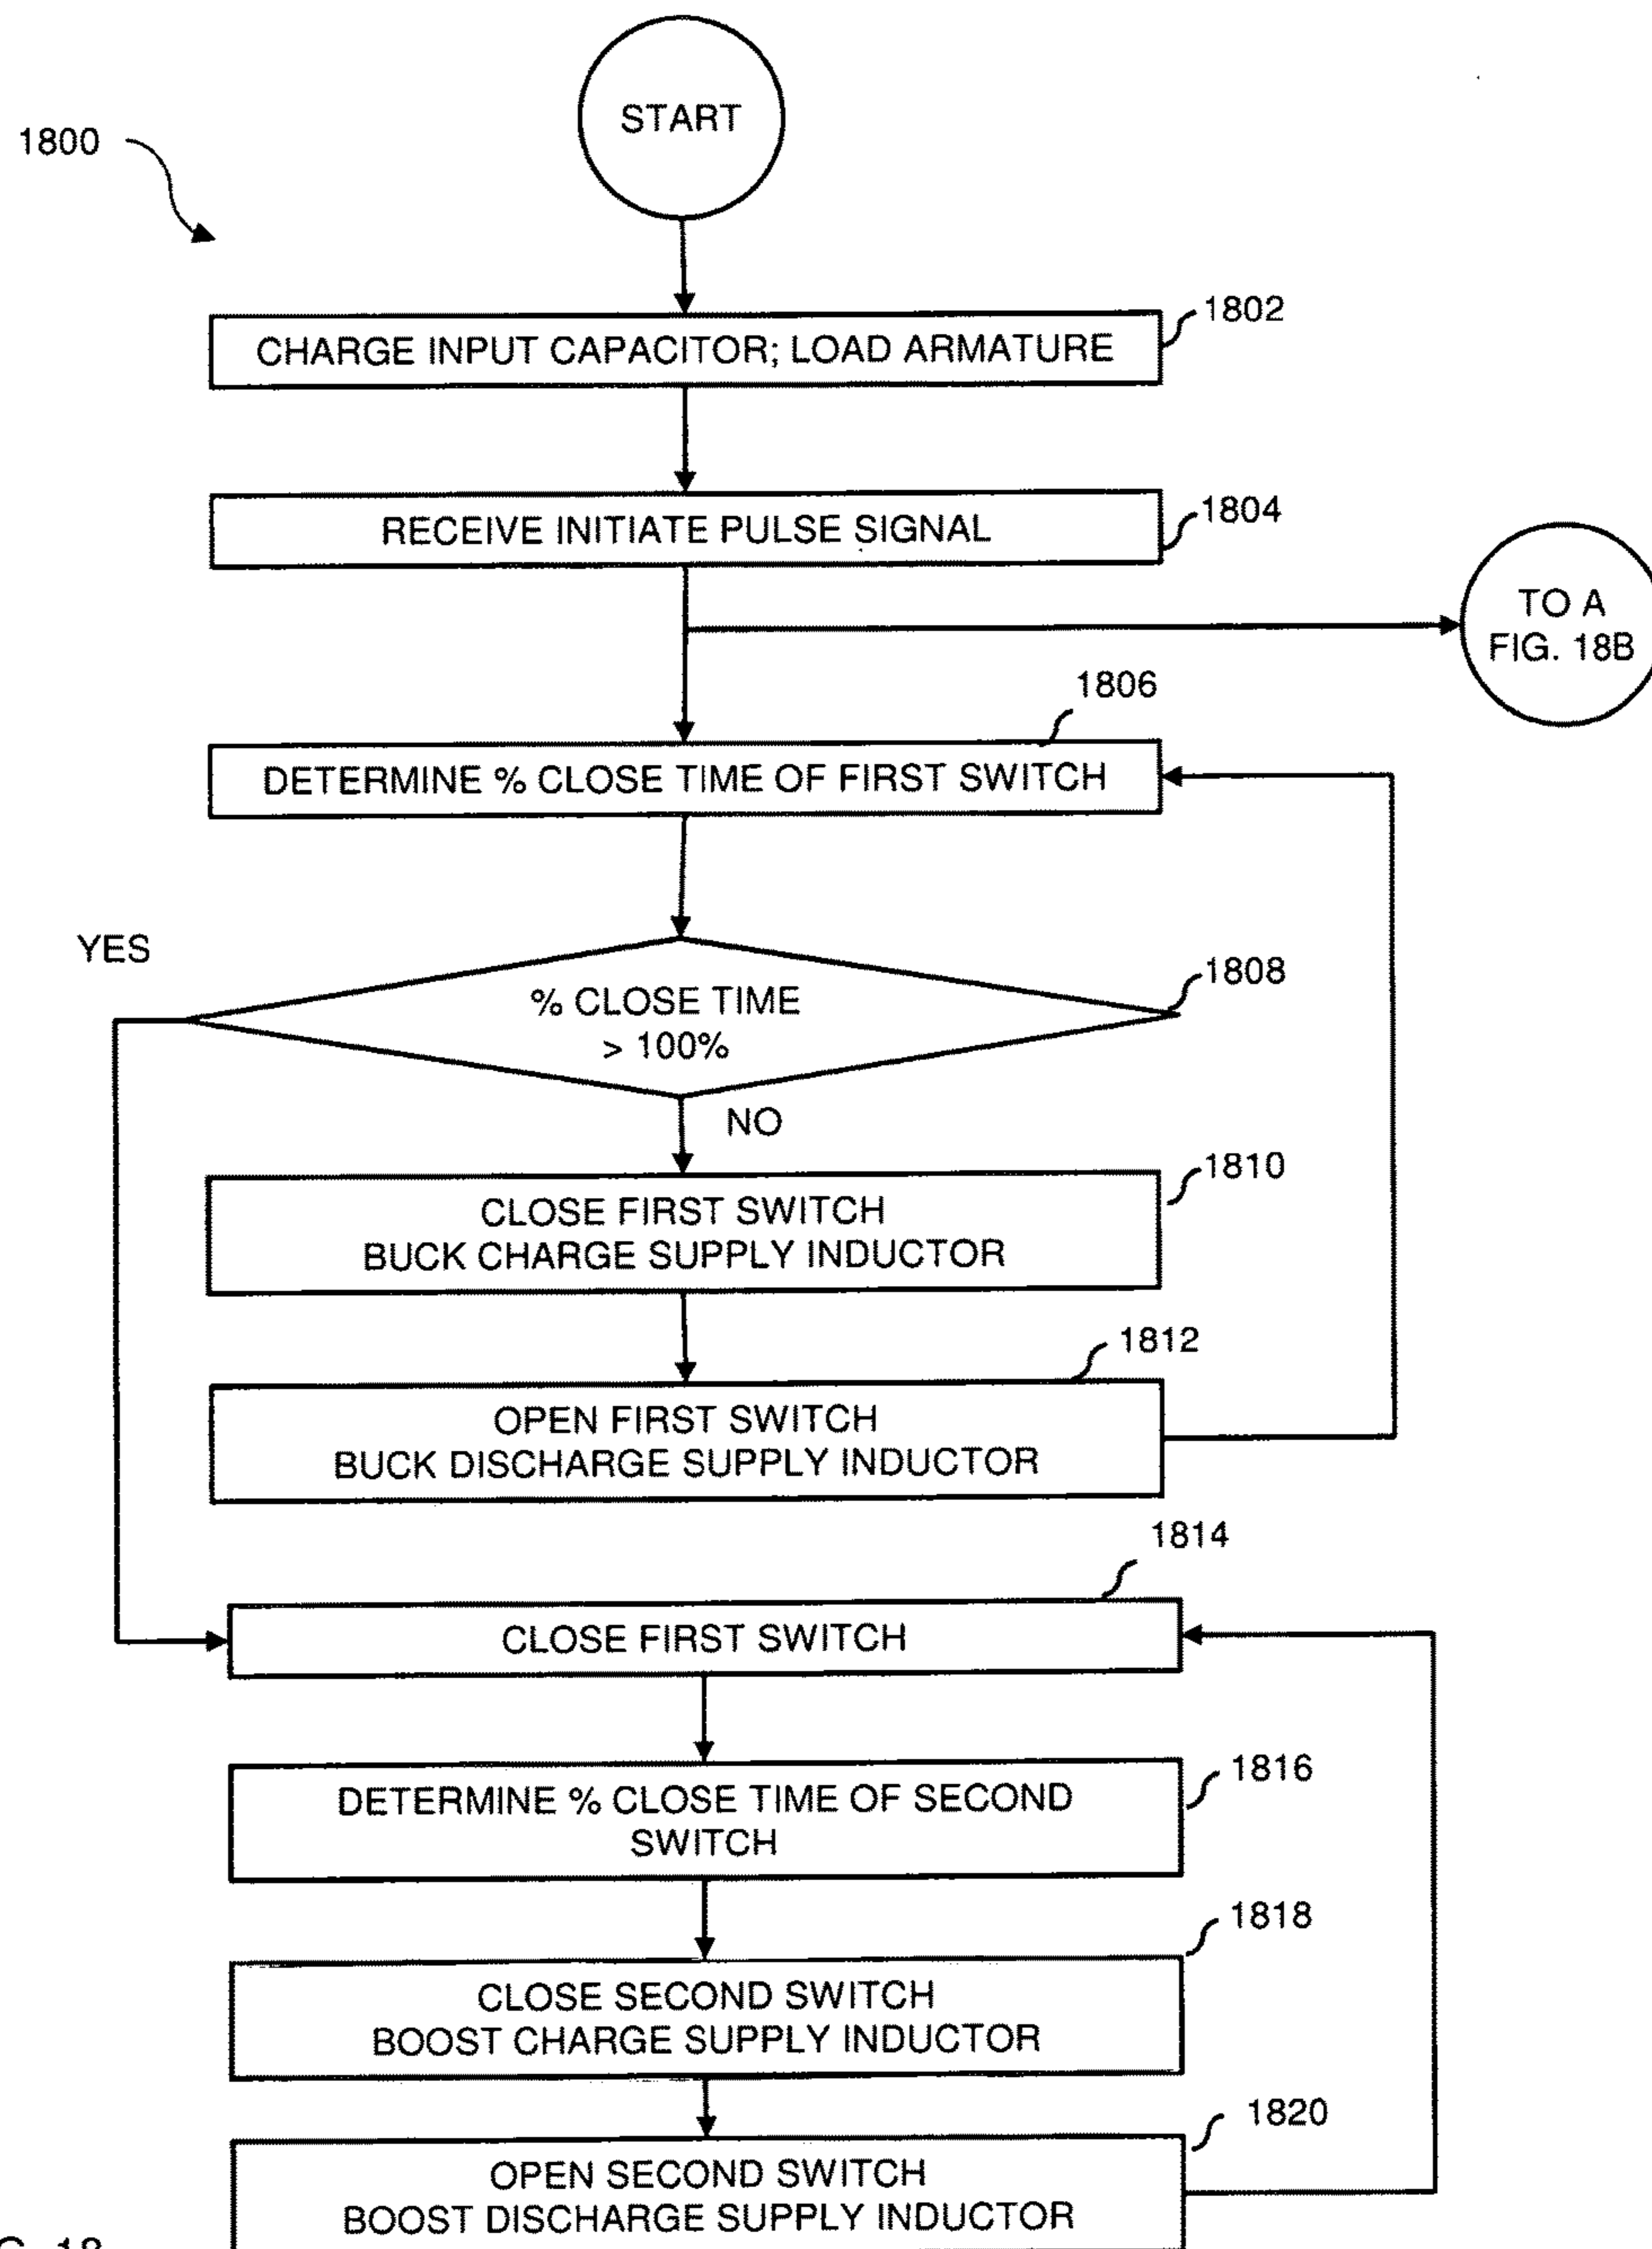 START
1800
1802
CHARGE INPUT CAPACITOR; LOAD ARMATURE
1804
RECEIVE INITIATE PULSE SIGNAL
TO A
FIG. 18B
1806
DETERMINE % CLOSE TIME OF FIRST SWITCH
YES
1808
% CLOSE TIME
> 100%
NO
1810
CLOSE FIRST SWITCH
BUCK CHARGE SUPPLY INDUCTOR
1812
OPEN FIRST SWITCH
BUCK DISCHARGE SUPPLY INDUCTOR
1814
CLOSE FIRST SWITCH
1816
DETERMINE % CLOSE TIME OF SECOND
SWITCH
1818
CLOSE SECOND SWITCH
BOOST CHARGE SUPPLY INDUCTOR
1820
OPEN SECOND SWITCH
BOOST DISCHARGE SUPPLY INDUCTOR